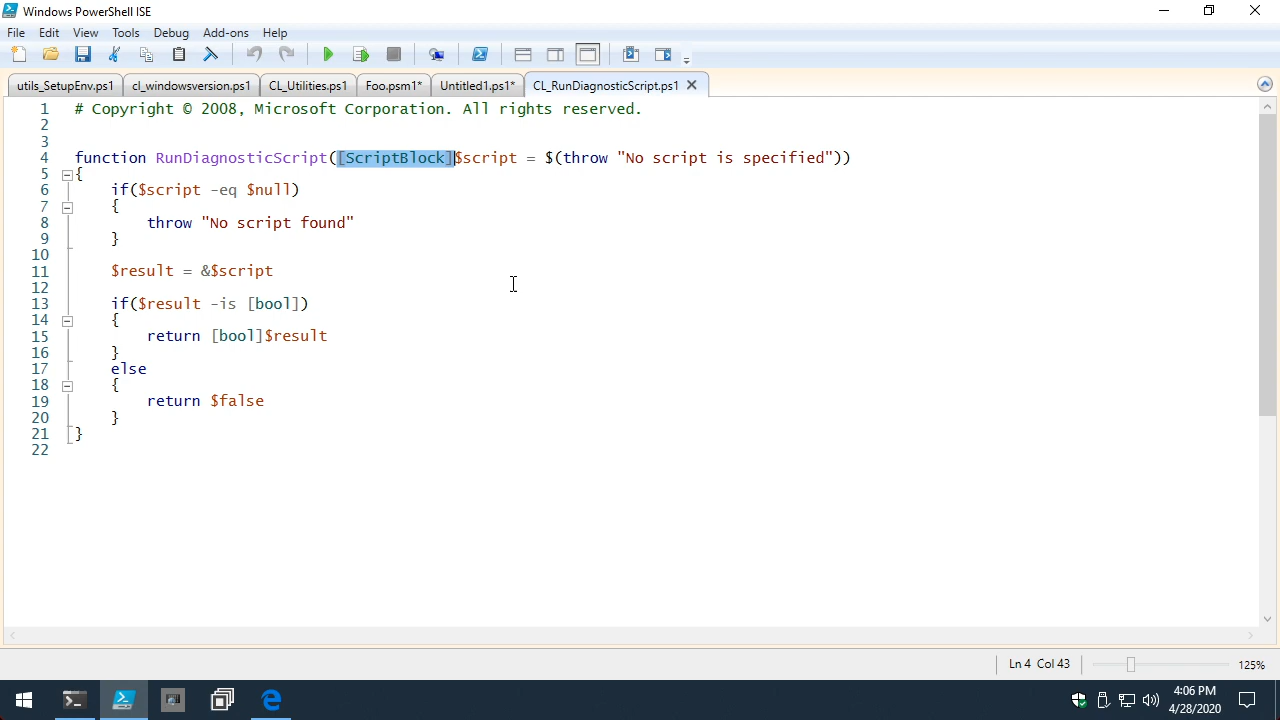 Windows PowerShell ISE
File Edit View Tools Debug Add-ons Help
utils_SetupEnv.ps1 cl_windowsversion.ps1 CL_Utilities.ps1 Foo.psm1* Untitled1.ps1* CL_RunDiagnosticScript.ps1
1 # Copyright © 2008, Microsoft Corporation. All rights reserved.
2
3
4 function RunDiagnosticScript([ScriptBlock]$script = $(throw "No script is specified"))
5 {
6 if($script -eq $null)
7 {
8 throw "No script found"
9 }
10
11 $result = &$script
12
13 if($result -is [bool])
14 {
15 return [bool]$result
16 }
17 else
18 {
19 return $false
20 }
21 }
22
Ln 4 Col 43 125%
4:06 PM
4/28/2020